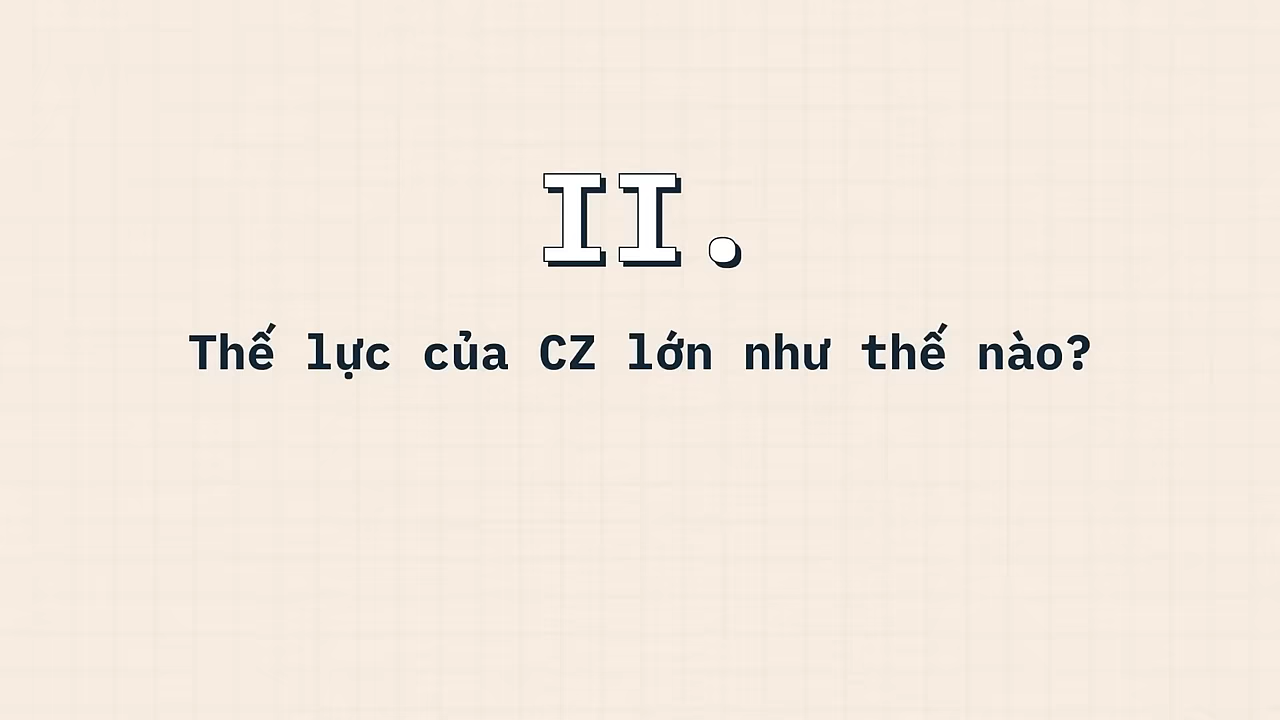 II.
Thế lực của CZ lớn như thế nào?